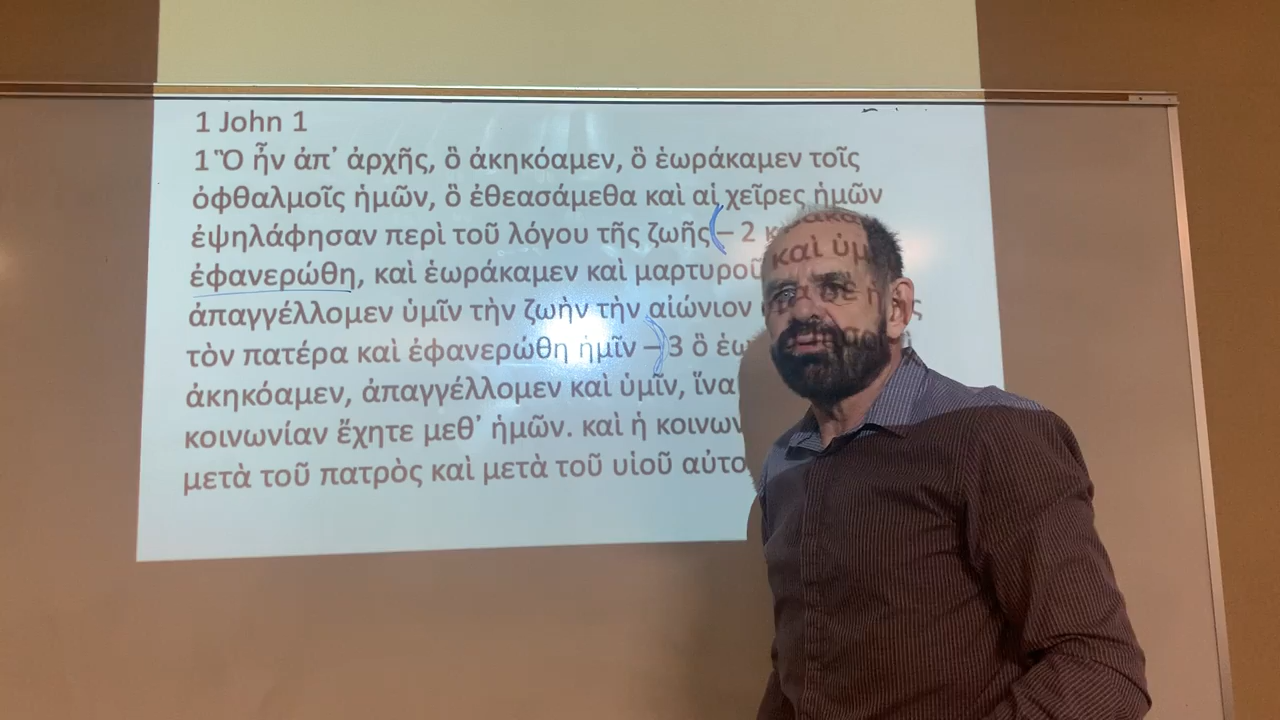 1 John 1
1 Ὃ ἦν ἀπ’ ἀρχῆς, ὃ ἀκηκόαμεν, ὃ ἑωράκαμεν τοῖς
ὀφθαλμοῖς ἡμῶν, ὃ ἐθεασάμεθα καὶ αἱ χεῖρες ἡμῶν
ἐψηλάφησαν περὶ τοῦ λόγου τῆς ζωῆς (– 2
ἐφανερώθη, καὶ ἑωράκαμεν καὶ
ἀπαγγέλλομεν ὑμῖν τὴν ζωὴν τὴν αἰώνιον
τὸν πατέρα καὶ ἐφανερώθη ἡμῖν –) 3 ὃ
ἀκηκόαμεν, ἀπαγγέλλομεν καὶ ὑμῖν, ἵνα
κοινωνίαν ἔχητε μεθ’ ἡμῶν. καὶ ἡ
μετὰ τοῦ πατρὸς καὶ μετὰ τοῦ υἱοῦ